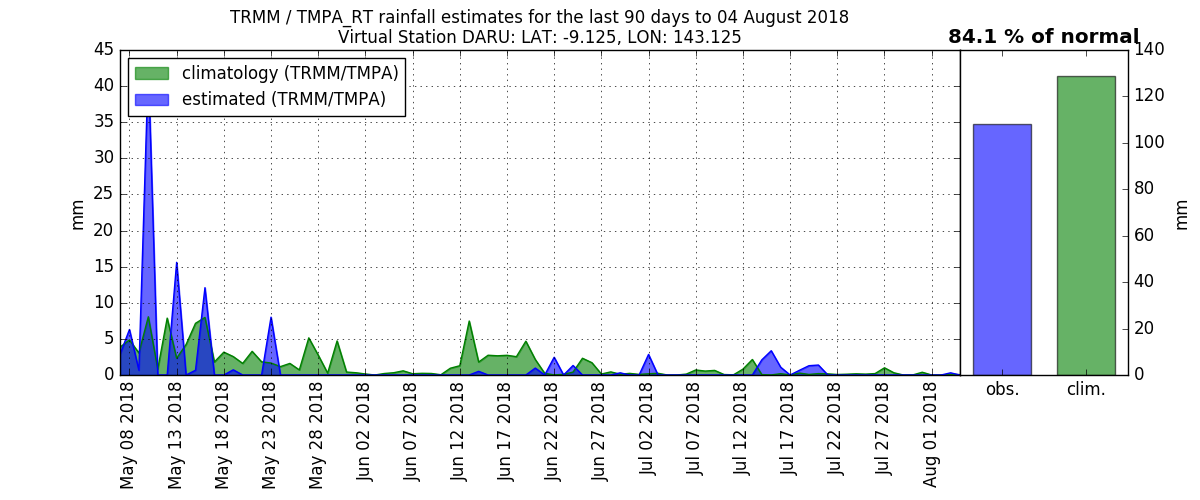 TRMM / TMPA_RT rainfall estimates for the last 90 days to 04 August 2018
Virtual Station DARU: LAT: -9.125, LON: 143.125
84.1 % of normal
climatology (TRMM/TMPA)
estimated (TRMM/TMPA)
mm
45
40
35
30
25
20
15
10
5
0
May 08 2018
May 13 2018
May 18 2018
May 23 2018
May 28 2018
Jun 02 2018
Jun 07 2018
Jun 12 2018
Jun 17 2018
Jun 22 2018
Jun 27 2018
Jul 02 2018
Jul 07 2018
Jul 12 2018
Jul 17 2018
Jul 22 2018
Jul 27 2018
Aug 01 2018
obs.
clim.
140
120
100
80
60
40
20
0
mm